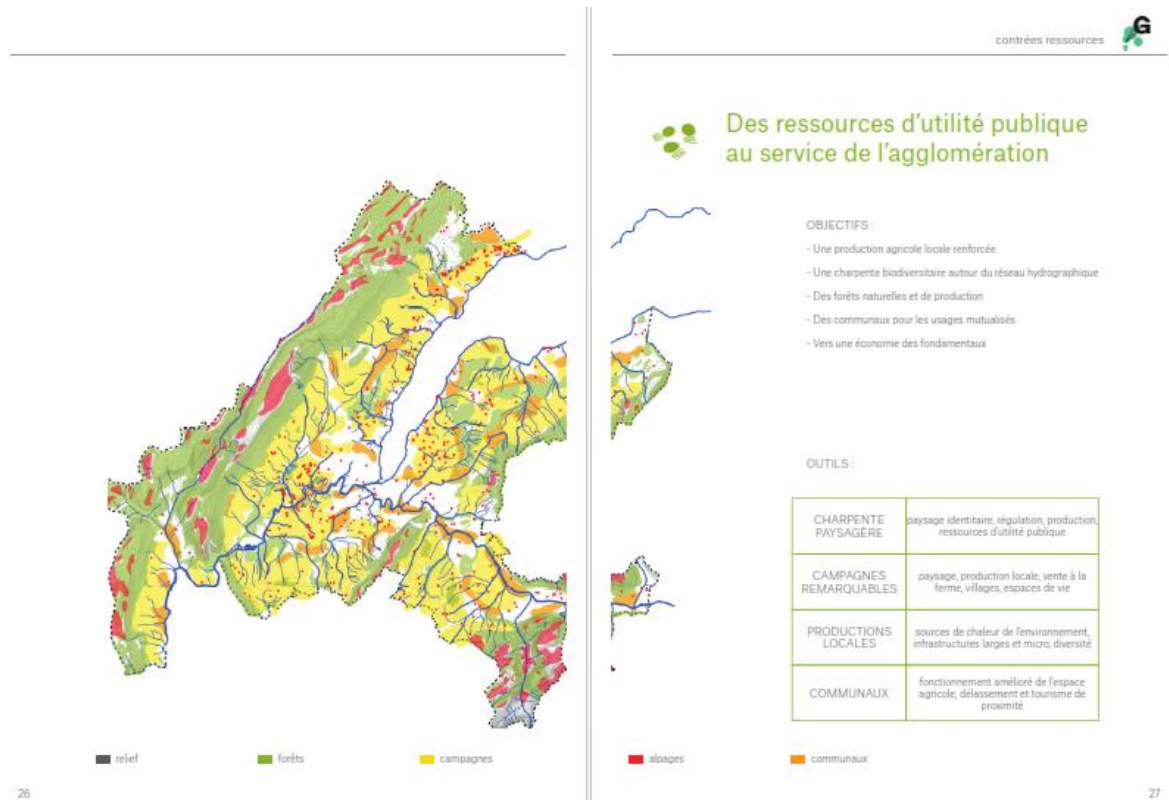 contrées ressources
G
Des ressources d'utilité publique
au service de l'agglomération
OBJECTIFS :
- Une production agricole locale renforcée
- Une charpente biodiversitaire autour du réseau hydrographique
- Des forêts naturelles et de production
- Des communaux pour les usages mutualisés
- Vers une économie des fondamentaux
OUTILS :
CHARPENTE
PAYSAGÈRE
paysage identitaire, régulation, production,
ressources d'utilité publique
CAMPAGNES
REMARQUABLES
paysage, production locale, vente à la
ferme, villages, espaces de vie
PRODUCTIONS
LOCALES
sources de chaleur de l'environnement,
infrastructures larges et micro, diversité
COMMUNAUX
fonctionnement amélioré de l'espace
agricole, délassement et tourisme de
proximité
relief
forêts
campagnes
alpages
communaux
26
27